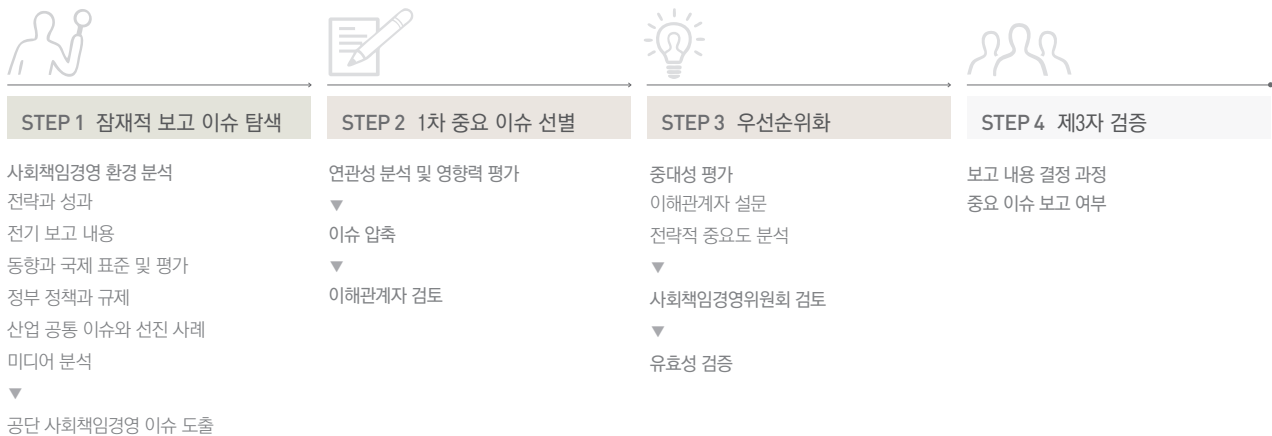 STEP 1 잠재적 보고 이슈 탐색
사회책임경영 환경 분석
전략과 성과
전기 보고 내용
동향과 국제 표준 및 평가
정부 정책과 규제
산업 공통 이슈와 선진 사례
미디어 분석
▼
공단 사회책임경영 이슈 도출
STEP 2 1차 중요 이슈 선별
연관성 분석 및 영향력 평가
▼
이슈 압축
▼
이해관계자 검토
STEP 3 우선순위화
중대성 평가
이해관계자 설문
전략적 중요도 분석
▼
사회책임경영위원회 검토
▼
유효성 검증
STEP 4 제3자 검증
보고 내용 결정 과정
중요 이슈 보고 여부